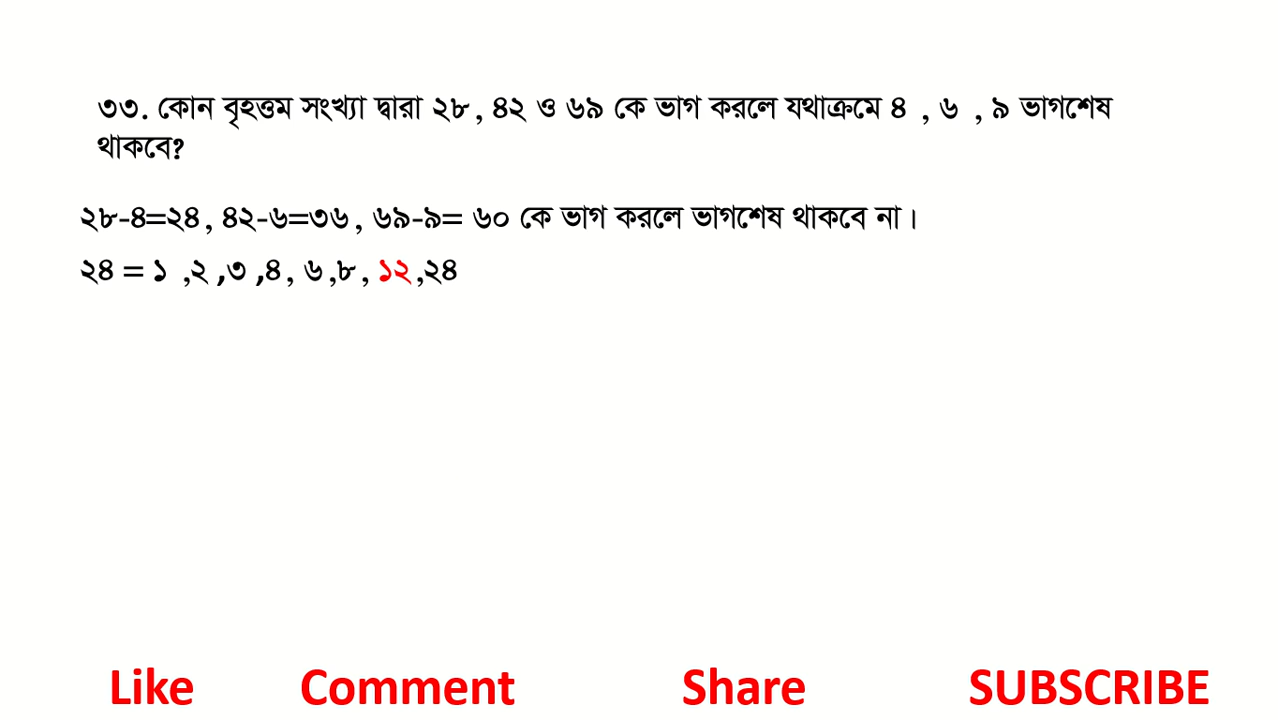 ৩৩. কোন বৃহত্তম সংখ্যা দ্বারা ২৮, ৪২ ও ৬৯ কে ভাগ করলে যথাক্রমে ৪ , ৬ , ৯ ভাগশেষ
থাকবে?
২৮-৪=২৪, ৪২-৬=৩৬, ৬৯-৯= ৬০ কে ভাগ করলে ভাগশেষ থাকবে না।
২৪ = ১ ,২ ,৩ ,৪, ৬ ,৮, ১২ ,২৪
Like Comment Share SUBSCRIBE